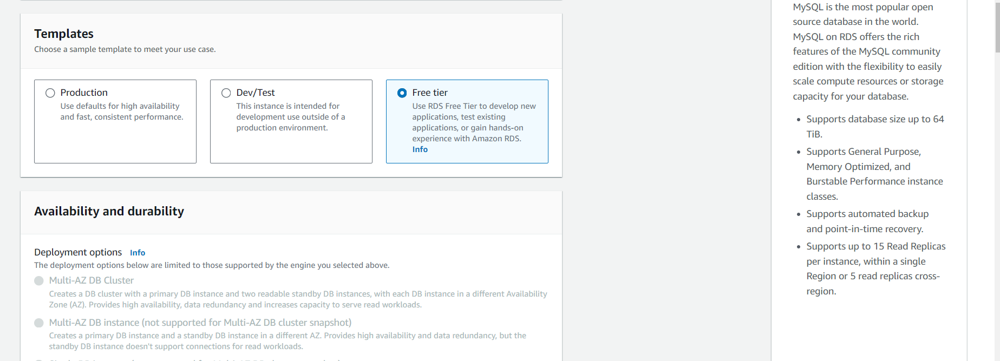 Templates
Choose a sample template to meet your use case.
Production
Use defaults for high availability
and fast, consistent performance.
Dev/Test
This instance is intended for
development use outside of a
production environment.
Free tier
Use RDS Free Tier to develop new
applications, test existing
applications, or gain hands-on
experience with Amazon RDS.
Info
Availability and durability
Deployment options Info
The deployment options below are limited to those supported by the engine you selected above.
Multi-AZ DB Cluster
Creates a DB cluster with a primary DB instance and two readable standby DB instances, with each DB instance in a different Availability
Zone (AZ). Provides high availability, data redundancy and increases capacity to serve read workloads.
Multi-AZ DB instance (not supported for Multi-AZ DB cluster snapshot)
Creates a primary DB instance and a standby DB instance in a different AZ. Provides high availability and data redundancy, but the
standby DB instance doesn't support connections for read workloads.
MySQL is the most popular open
source database in the world.
MySQL on RDS offers the rich
features of the MySQL community
edition with the flexibility to easily
scale compute resources or storage
capacity for your database.
Supports database size up to 64
TiB.
Supports General Purpose,
Memory Optimized, and
Burstable Performance instance
classes.
Supports automated backup
and point-in-time recovery.
Supports up to 15 Read Replicas
per instance, within a single
Region or 5 read replicas cross-
region.